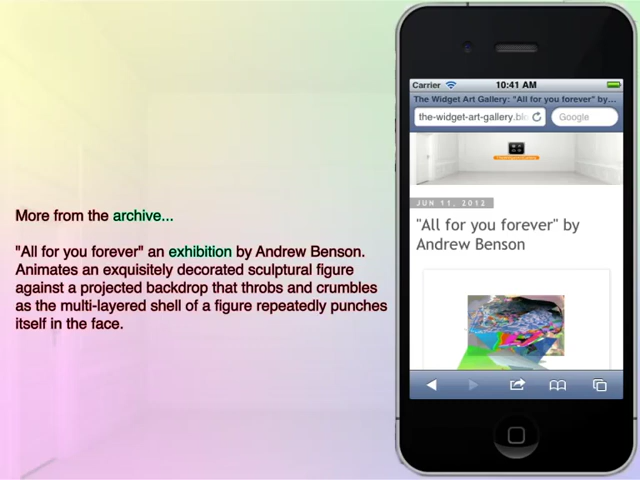 More from the archive...
"All for you forever" an exhibition by Andrew Benson.
Animates an exquisitely decorated sculptural figure
against a projected backdrop that throbs and crumbles
as the multi-layered shell of a figure repeatedly punches
itself in the face.
Carrier 10:41 AM
The Widget Art Gallery: "All for you forever" by...
the-widget-art-gallery.blo
Google
JUN 11, 2012
"All for you forever" by
Andrew Benson